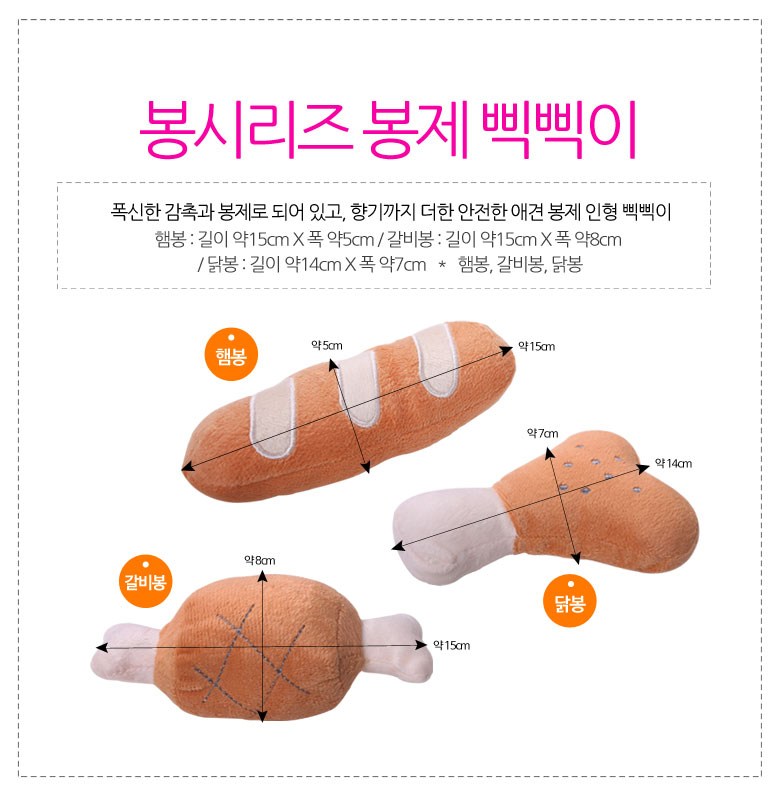 봉시리즈 봉제 삑삑이
폭신한 감촉과 봉제로 되어 있고, 향기까지 더한 안전한 애견 봉제 인형 삑삑이
햄봉 : 길이 약15cm X 폭 약5cm / 갈비봉 : 길이 약15cm X 폭 약8cm
/ 닭봉 : 길이 약14cm X 폭 약7cm * 햄봉, 갈비봉, 닭봉
햄봉
약5cm
약15cm
약7cm
약14cm
닭봉
갈비봉
약8cm
약15cm